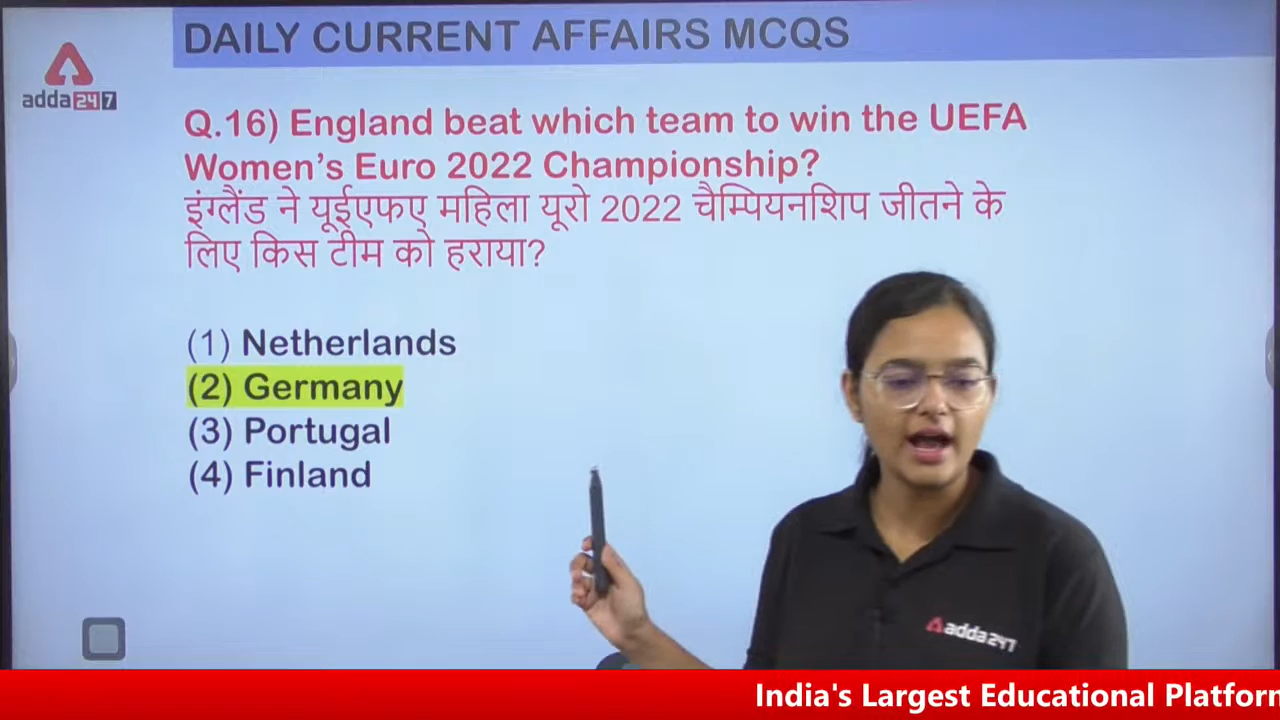 DAILY CURRENT AFFAIRS MCQS
adda247
Q.16) England beat which team to win the UEFA
Women's Euro 2022 Championship?
इंग्लैंड ने यूईएफए महिला यूरो 2022 चैम्पियनशिप जीतने के
लिए किस टीम को हराया?
(1) Netherlands
(2) Germany
(3) Portugal
(4) Finland
adda247
India's Largest Educational Platform